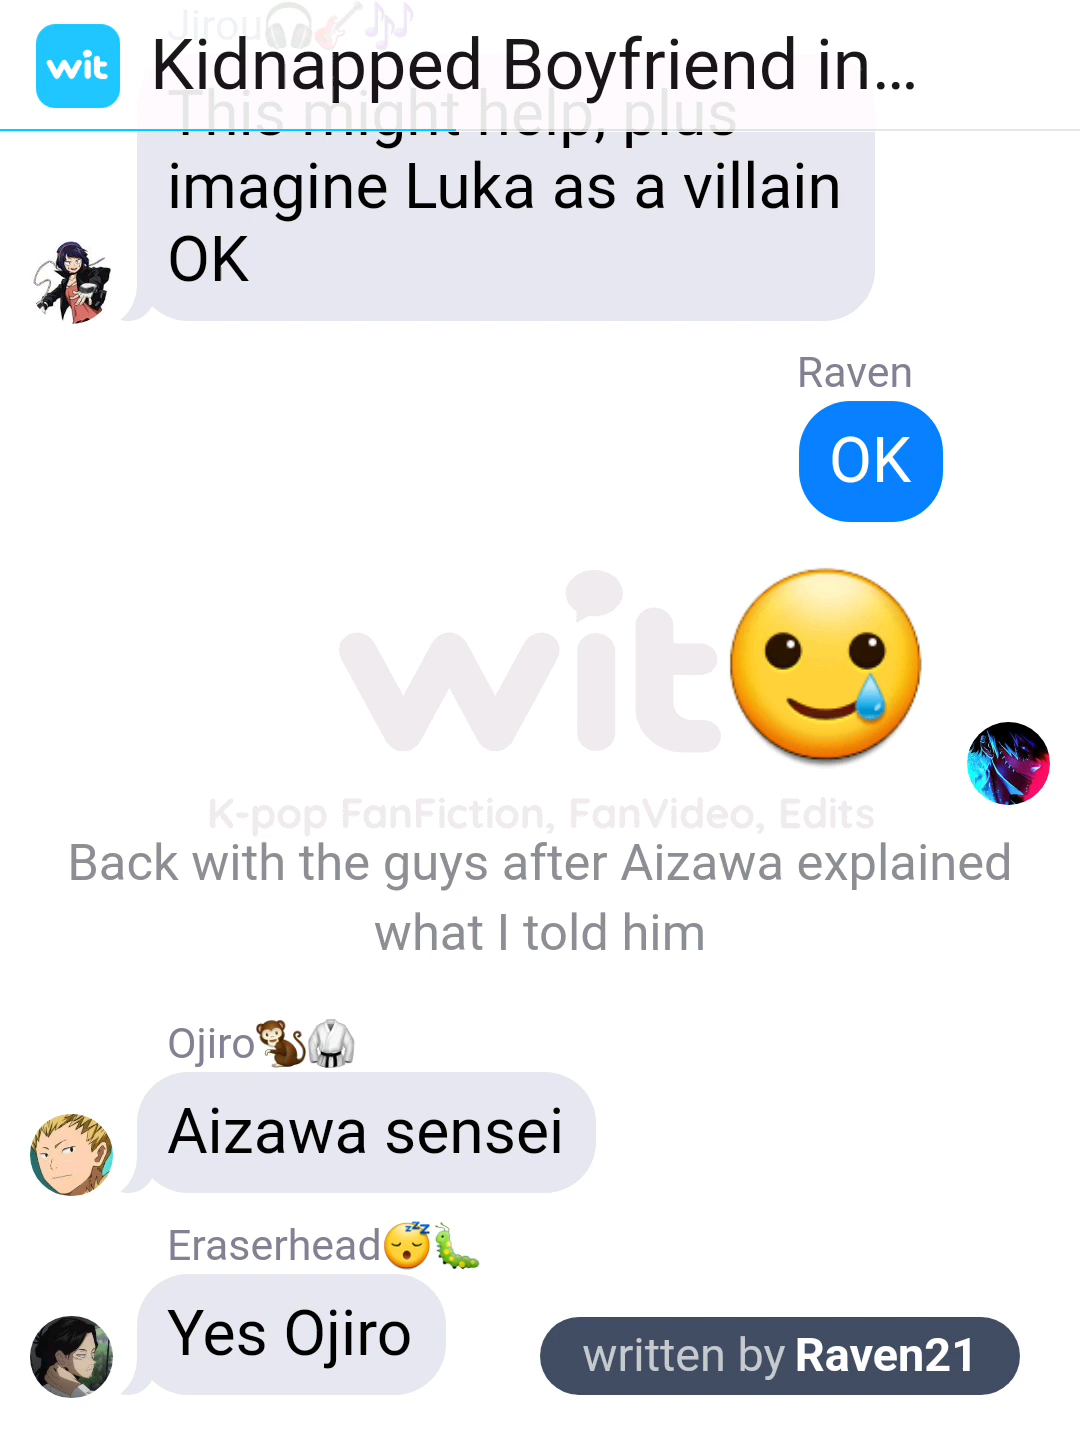 Jirou🎧🎸🎶
wit Kidnapped Boyfriend in...
This might help, plus
imagine Luka as a villain
OK
Raven
OK
🥲
wit
K-pop FanFiction, FanVideo, Edits
Back with the guys after Aizawa explained
what I told him
Ojiro🐒🥋
Aizawa sensei
Eraserhead😴🐛
Yes Ojiro
written by Raven21